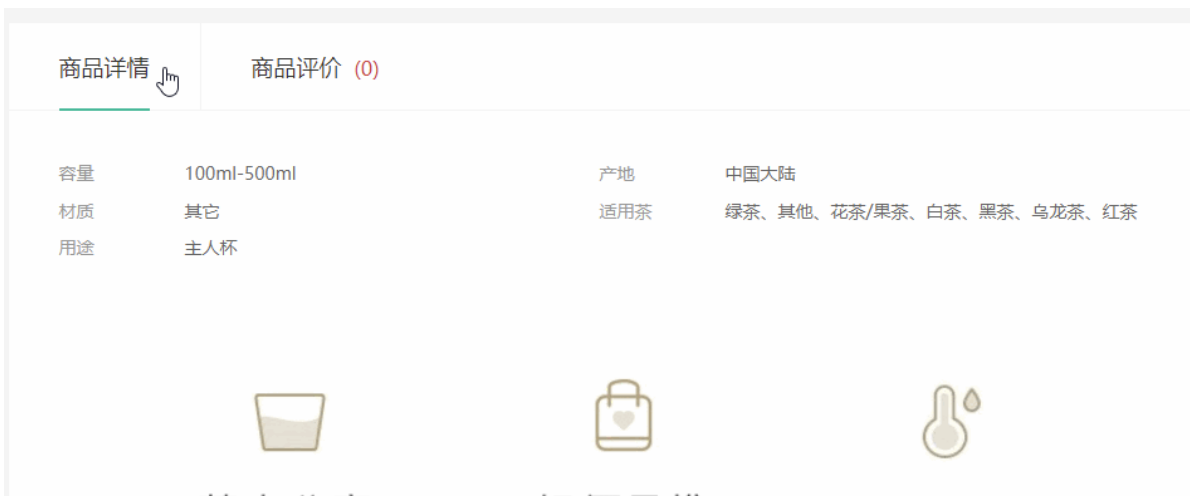 商品详情 商品评价 (0)
容量 100ml-500ml 产地 中国大陆
材质 其它 适用茶 绿茶、其他、花茶/果茶、白茶、黑茶、乌龙茶、红茶
用途 主人杯